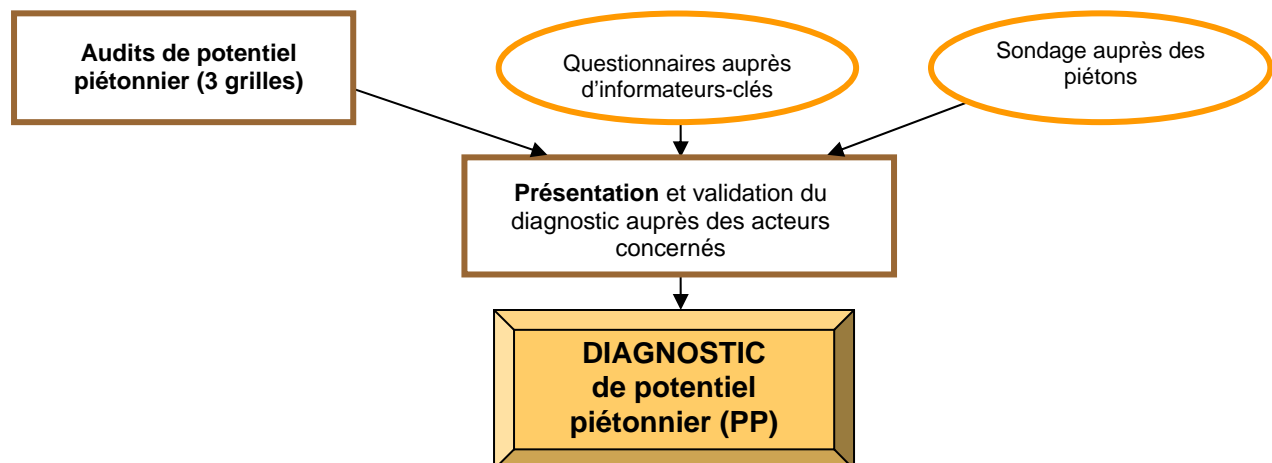 Audits de potentiel
piétonnier (3 grilles)
Questionnaires auprès
d'informateurs-clés
Sondage auprès des
piétons
Présentation et validation du
diagnostic auprès des acteurs
concernés
DIAGNOSTIC
de potentiel
piétonnier (PP)